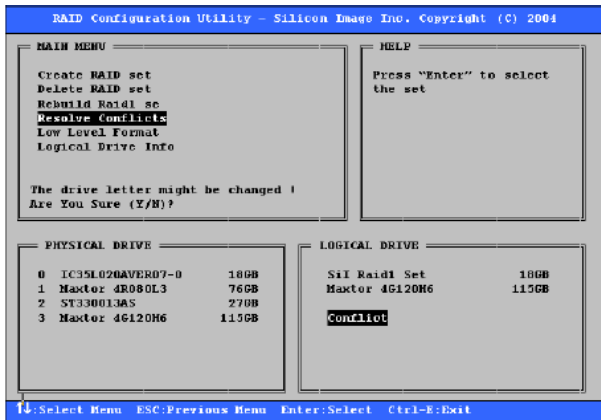 RAID Configuration Utility – Silicon Image Inc. Copyright (C) 2004
MAIN MENU
Create RAID set
Delete RAID set
Rebuild Raid1 se
Resolve Conflicts
Low Level Format
Logical Drive Info
The drive letter might be changed !
Are You Sure (Y/N)?
HELP
Press “Enter” to select
the set
PHYSICAL DRIVE
0 IC35L020AVER07-0 18GB
1 Maxtor 4R080L3 76GB
2 ST330013AS 27GB
3 Maxtor 4G120H6 115GB
LOGICAL DRIVE
SiI Raid1 Set 18GB
Maxtor 4G120H6 115GB
Conflict
↑↓:Select Menu ESC:Previous Menu Enter:Select Ctrl-E:Exit